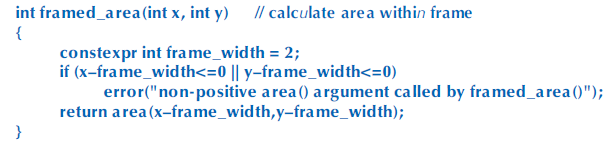 int framed_area(int x, int y) // calculate area within frame
{
constexpr int frame_width = 2;
if (x–frame_width<=0 || y–frame_width<=0)
error("non-positive area() argument called by framed_area()");
return area(x–frame_width,y–frame_width);
}